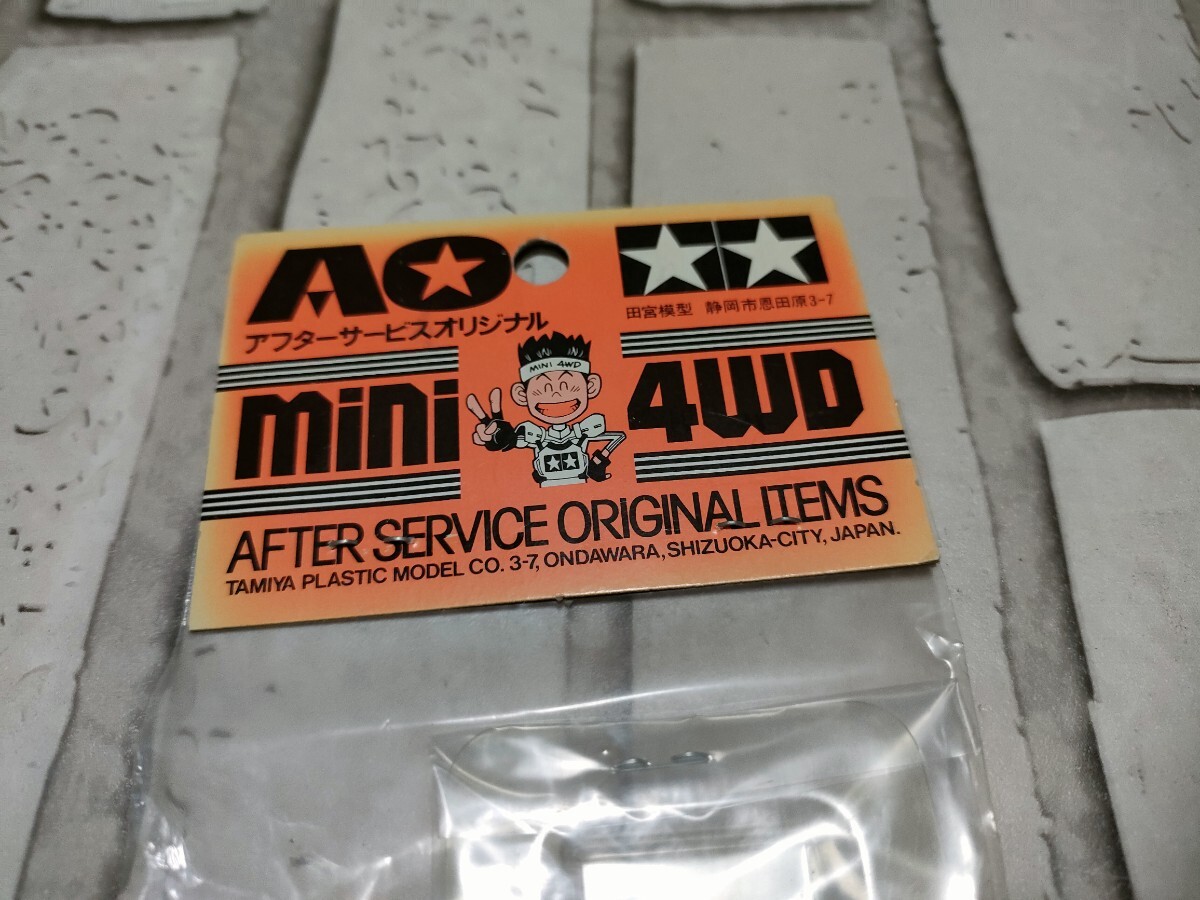 AO
アフターサービスオリジナル
田宮模型 静岡市恩田原3-7
mini 4WD
MINI 4WD
AFTER SERVICE ORIGINAL ITEMS
TAMIYA PLASTIC MODEL CO. 3-7, ONDAWARA, SHIZUOKA-CITY, JAPAN.